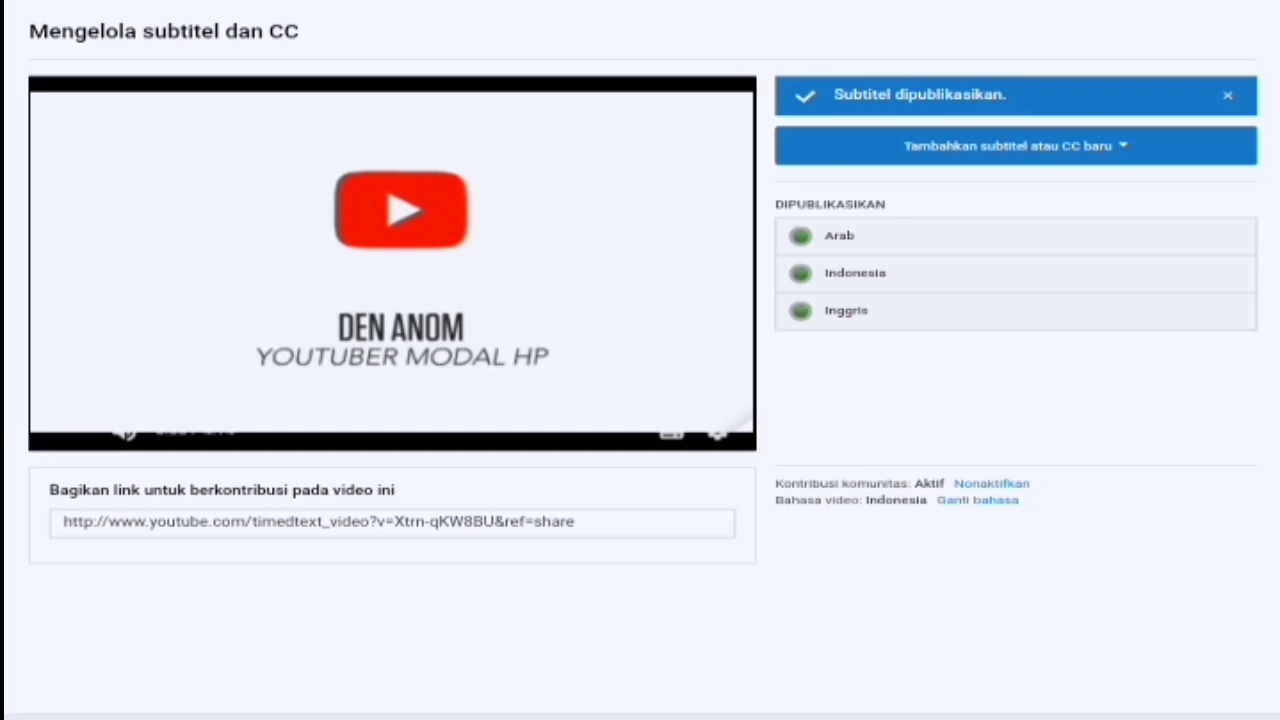 Mengelola subtitel dan CC
DEN ANOM
YOUTUBER MODAL HP
Bagikan link untuk berkontribusi pada video ini
http://www.youtube.com/timedtext_video?v=Xtrn-qKW8BU&ref=share
Subtitel dipublikasikan.
Tambahkan subtitel atau CC baru
DIPUBLIKASIKAN
Arab
Indonesia
Inggris
Kontribusi komunitas: Aktif Nonaktifkan
Bahasa video: Indonesia Ganti bahasa